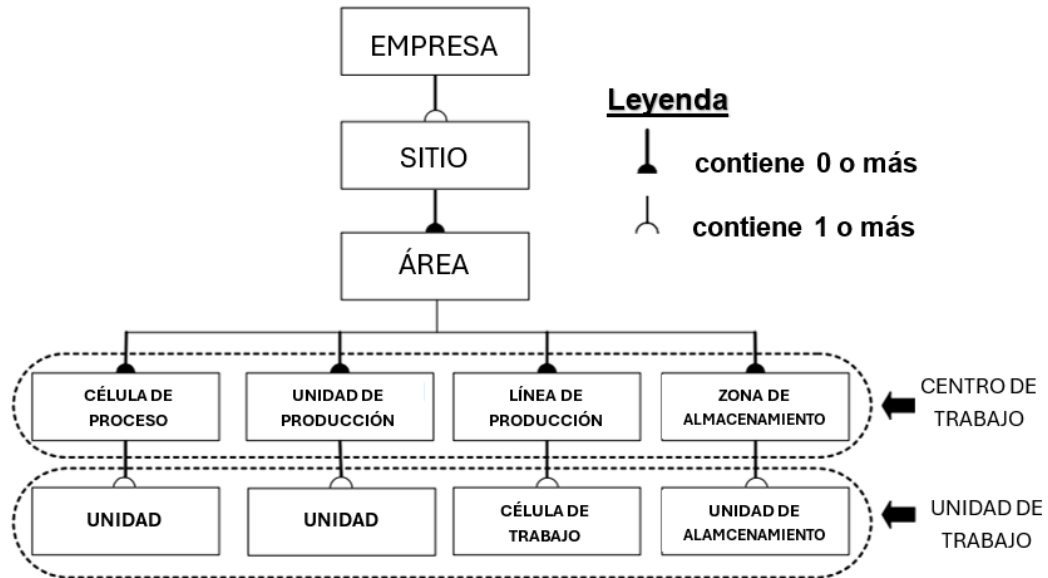 EMPRESA
Leyenda
SITIO
contiene 0 o más
contiene 1 o más
ÁREA
CÉLULA DE
PROCESO
UNIDAD DE
PRODUCCIÓN
LÍNEA DE
PRODUCCIÓN
ZONA DE
ALMACENAMIENTO
CENTRO DE
TRABAJO
UNIDAD
UNIDAD
CÉLULA DE
TRABAJO
UNIDAD DE
ALAMCENAMIENTO
UNIDAD DE
TRABAJO